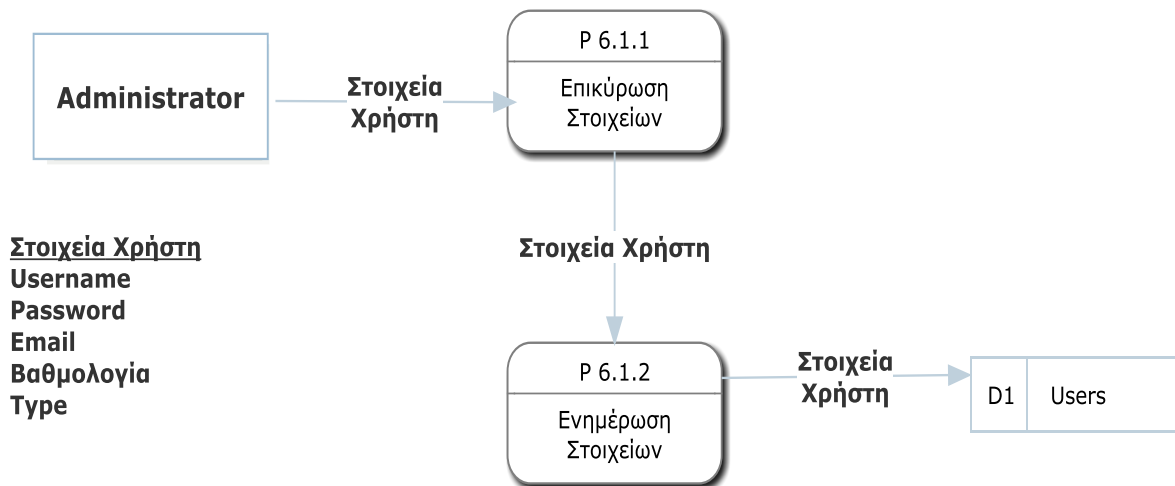 P 6.1.1
Administrator
Στοιχεία
Χρήστη
Επικύρωση
Στοιχείων
Στοιχεία Χρήστη
Στοιχεία Χρήστη
Username
Password
Email
Βαθμολογία
Type
P 6.1.2
Ενημέρωση
Στοιχείων
Στοιχεία
Χρήστη
D1 Users